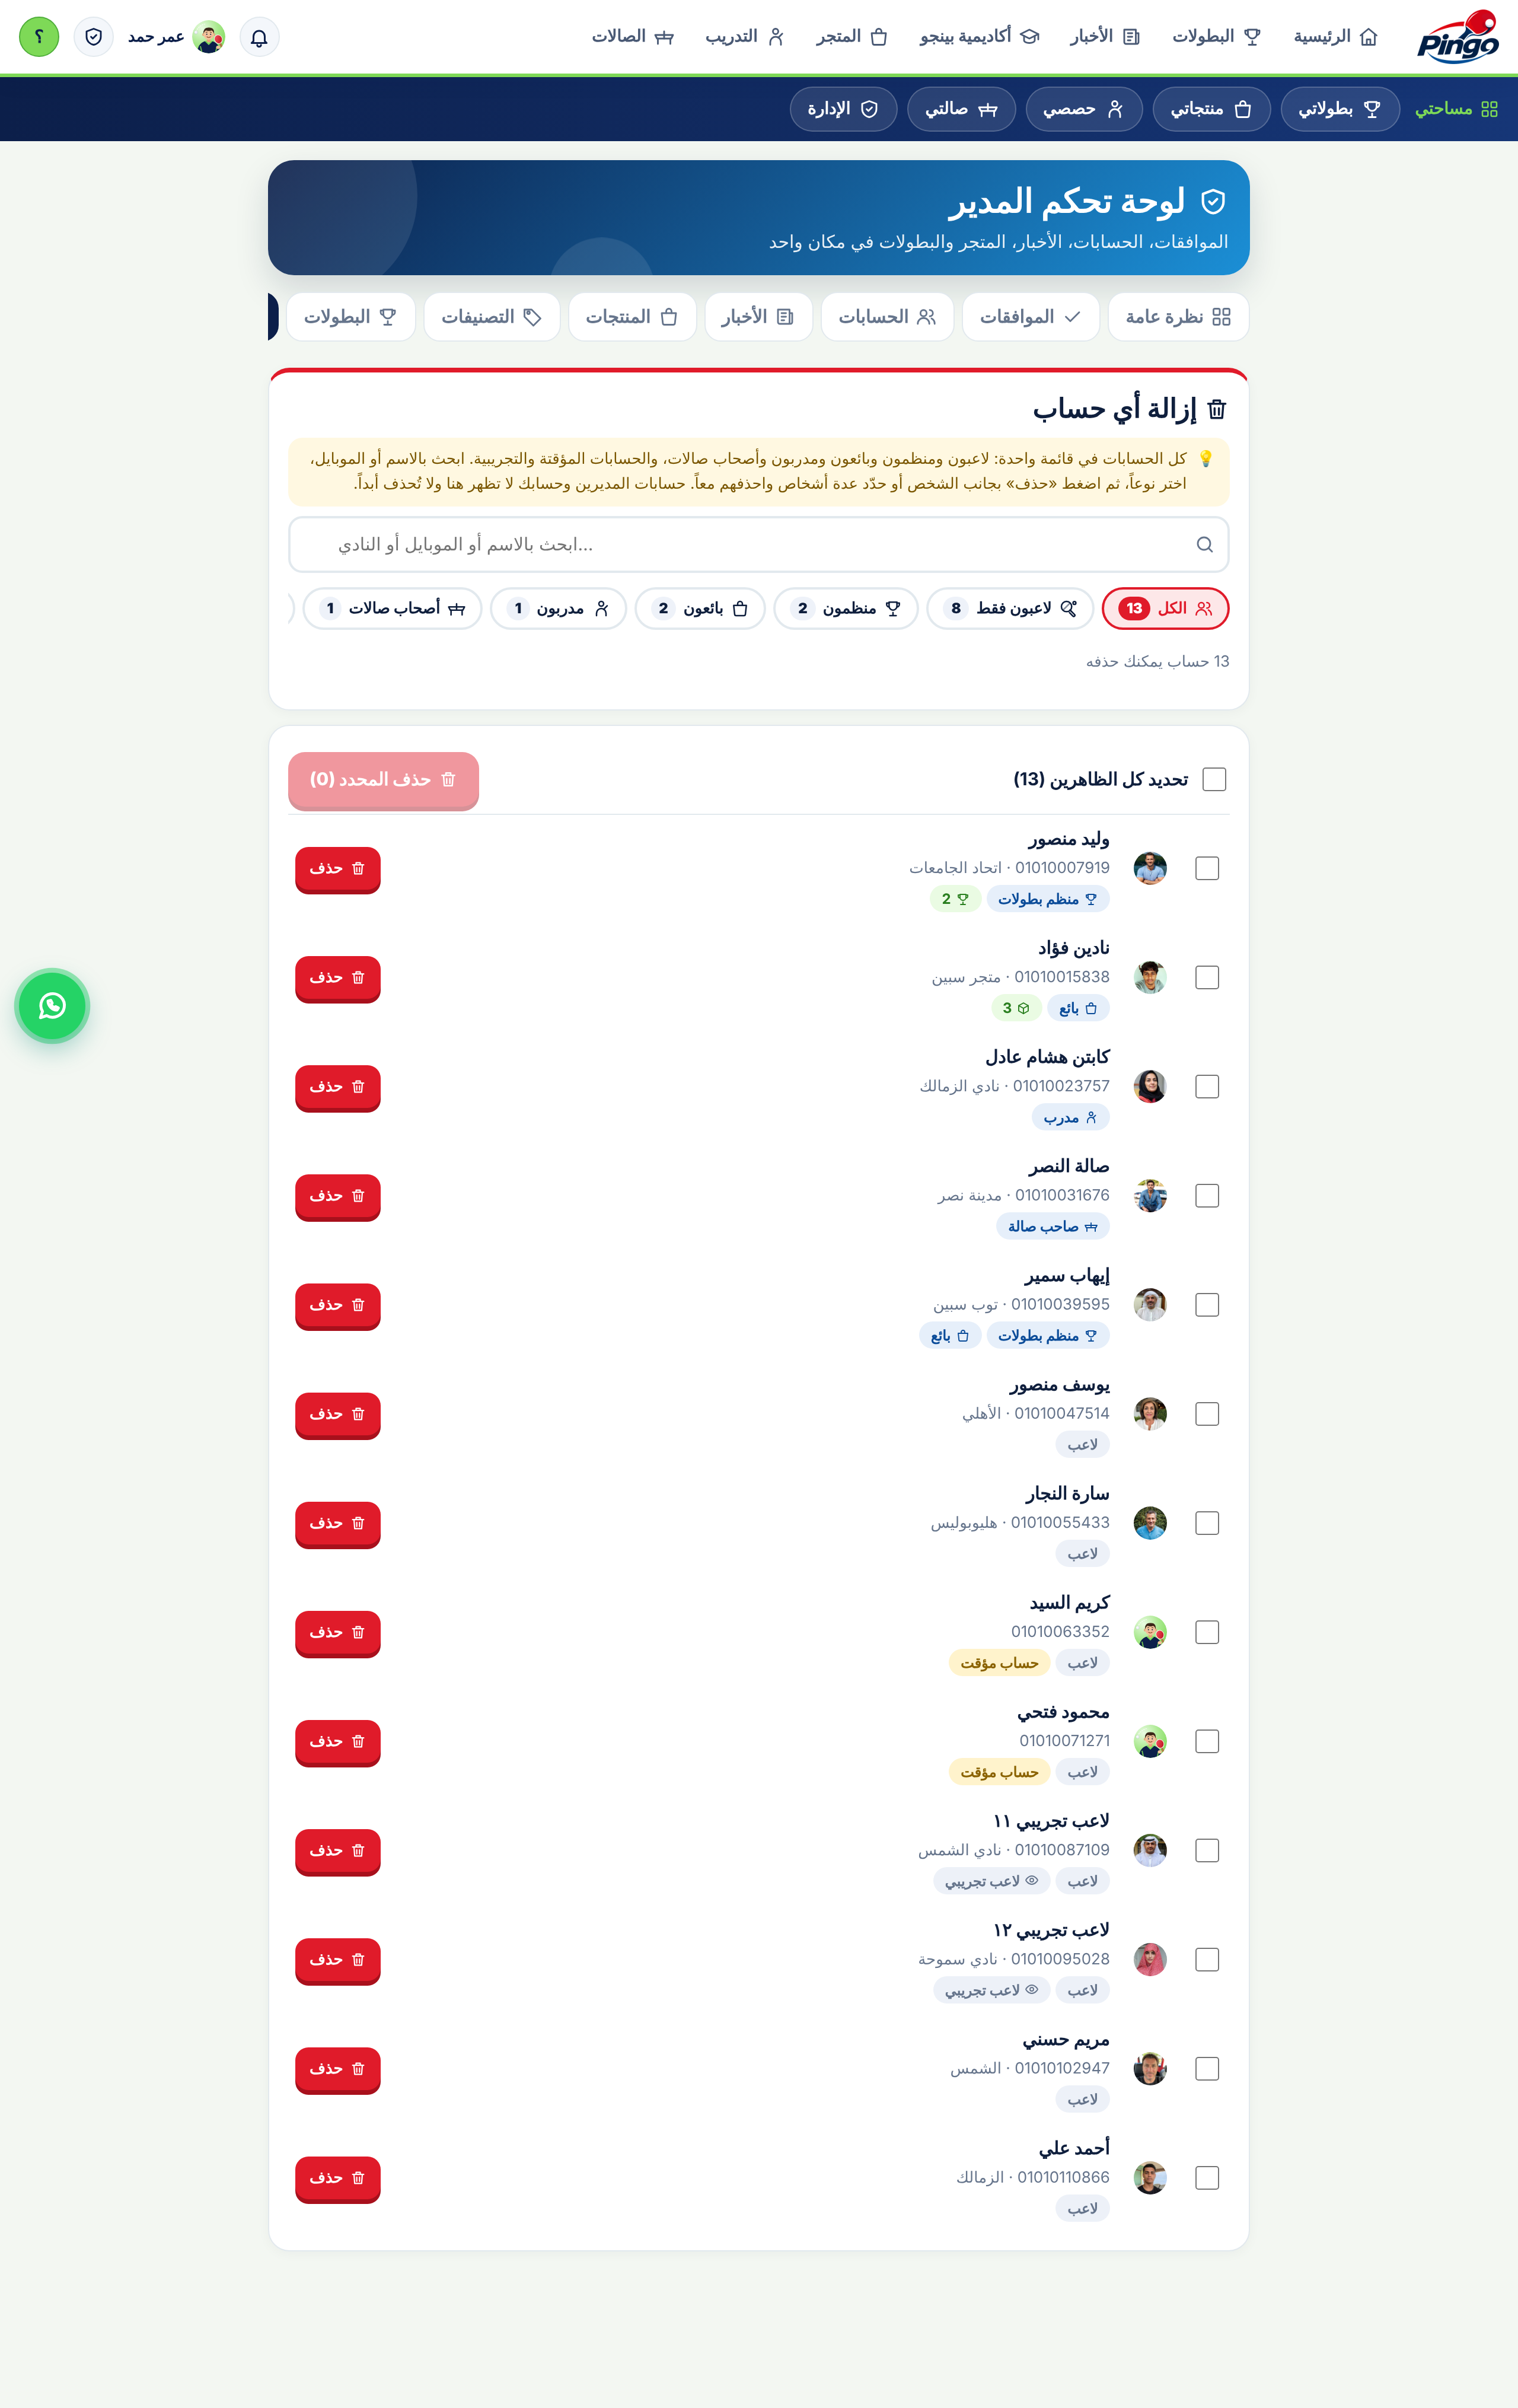 Pingo
الرئيسية
البطولات
الأخبار
أكاديمية بينجو
المتجر
التدريب
الصالات
عمر حمد
؟
مساحتي
بطولاتي
منتجاتي
حصصي
صالتي
الإدارة
لوحة تحكم المدير
الموافقات، الحسابات، الأخبار، المتجر والبطولات في مكان واحد
نظرة عامة
الموافقات
الحسابات
الأخبار
المنتجات
التصنيفات
البطولات
إزالة أي حساب
💡 كل الحسابات في قائمة واحدة: لاعبون ومنظمون وبائعون ومدربون وأصحاب صالات، والحسابات المؤقتة والتجريبية. ابحث بالاسم أو الموبايل،
اختر نوعاً، ثم اضغط «حذف» بجانب الشخص أو حدّد عدة أشخاص واحذفهم معاً. حسابات المديرين وحسابك لا تظهر هنا ولا تُحذف أبداً.
ابحث بالاسم أو الموبايل أو النادي...
الكل 13
لاعبون فقط 8
منظمون 2
بائعون 2
مدربون 1
أصحاب صالات 1
13 حساب يمكنك حذفه
تحديد كل الظاهرين (13)
حذف المحدد (0)
وليد منصور
01010007919 · اتحاد الجامعات
منظم بطولات 2
حذف
نادين فؤاد
01010015838 · متجر سبين
بائع 3
حذف
كابتن هشام عادل
01010023757 · نادي الزمالك
مدرب
حذف
صالة النصر
01010031676 · مدينة نصر
صاحب صالة
حذف
إيهاب سمير
01010039595 · توب سبين
منظم بطولات بائع
حذف
يوسف منصور
01010047514 · الأهلي
لاعب
حذف
سارة النجار
01010055433 · هليوبوليس
لاعب
حذف
كريم السيد
01010063352
لاعب حساب مؤقت
حذف
محمود فتحي
01010071271
لاعب حساب مؤقت
حذف
لاعب تجريبي ١١
01010087109 · نادي الشمس
لاعب لاعب تجريبي
حذف
لاعب تجريبي ١٢
01010095028 · نادي سموحة
لاعب لاعب تجريبي
حذف
مريم حسني
01010102947 · الشمس
لاعب
حذف
أحمد علي
01010110866 · الزمالك
لاعب
حذف